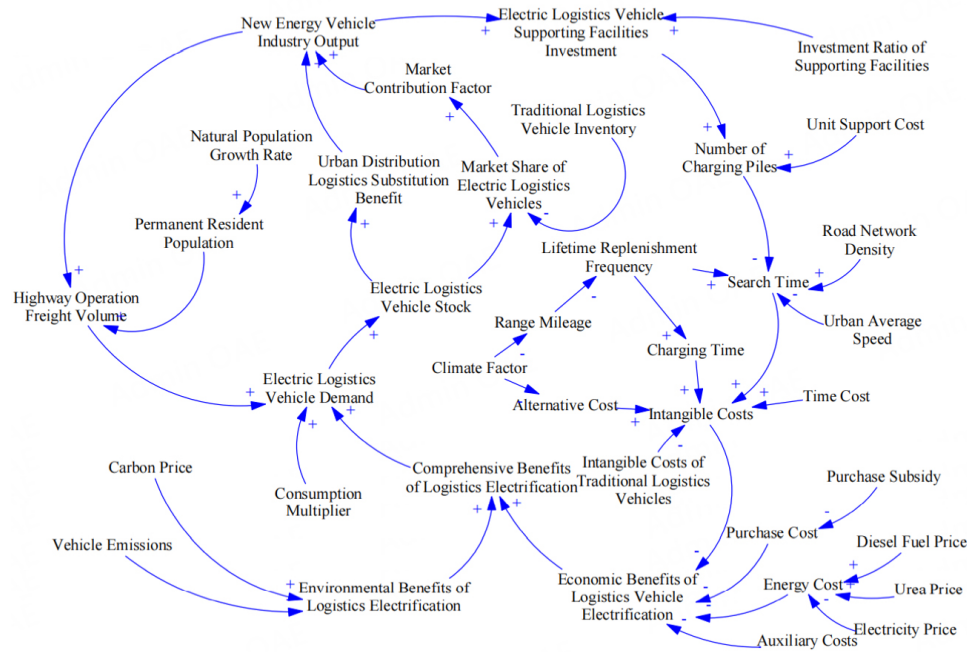 New Energy Vehicle
Industry Output
Electric Logistics Vehicle
Supporting Facilities
Investment
Investment Ratio of
Supporting Facilities
Market
Contribution Factor
Traditional Logistics
Vehicle Inventory
Unit Support Cost
Natural Population
Growth Rate
Urban Distribution
Logistics Substitution
Benefit
Market Share of
Electric Logistics
Vehicles
Number of
Charging Piles
Permanent Resident
Population
Road Network
Density
Lifetime Replenishment
Frequency
Search Time
Highway Operation
Freight Volume
Electric Logistics
Vehicle Stock
Range Mileage
Urban Average
Speed
Charging Time
Climate Factor
Electric Logistics
Vehicle Demand
Alternative Cost
Intangible Costs
Time Cost
Carbon Price
Comprehensive Benefits
of Logistics Electrification
Intangible Costs of
Traditional Logistics
Vehicles
Purchase Subsidy
Consumption
Multiplier
Purchase Cost
Vehicle Emissions
Diesel Fuel Price
Environmental Benefits of
Logistics Electrification
Economic Benefits of
Logistics Vehicle
Electrification
Energy Cost
Urea Price
Electricity Price
Auxiliary Costs